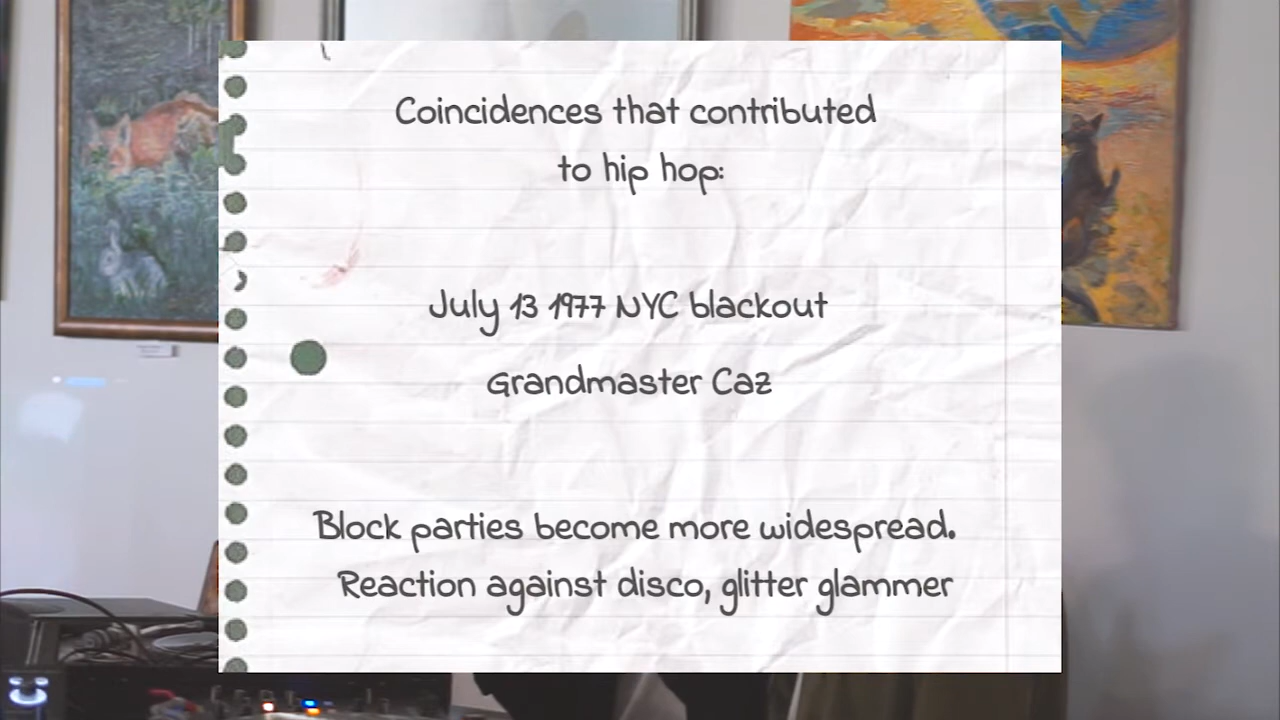 Coincidences that contributed
to hip hop:
July 13 1977 NYC blackout
Grandmaster Caz
Block parties become more widespread.
Reaction against disco, glitter glammer